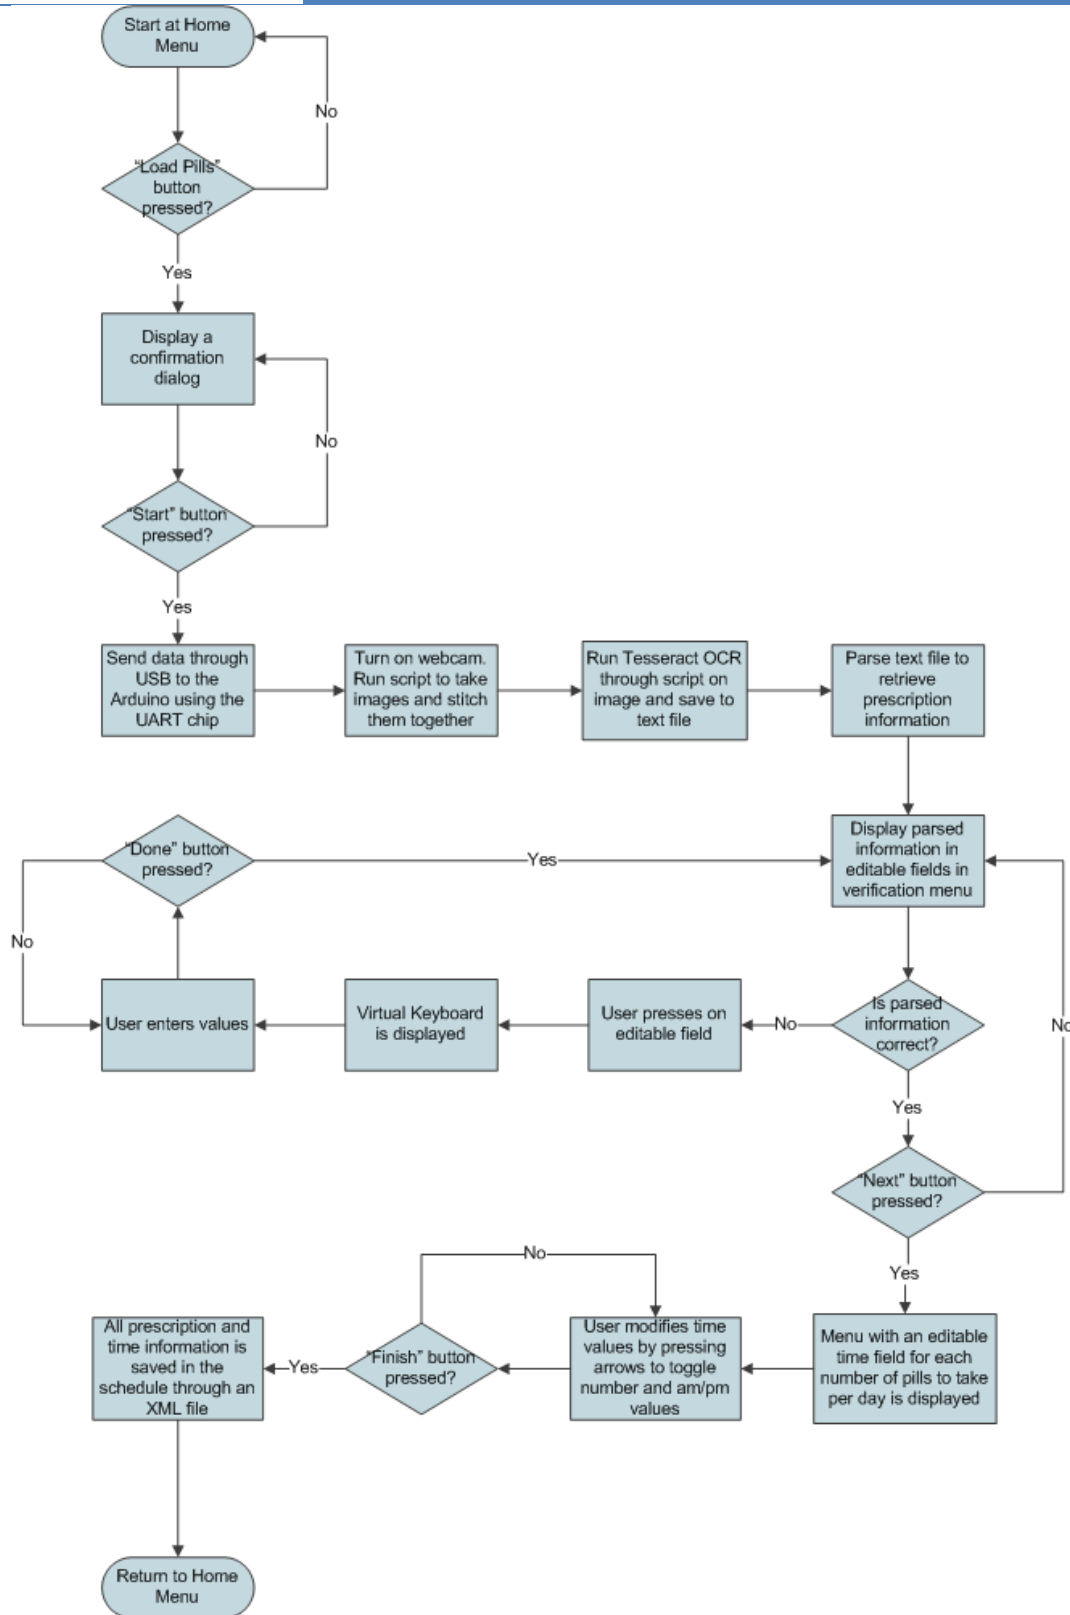 Start at Home
Menu
No
“Load Pills”
button
pressed?
Yes
Display a
confirmation
dialog
No
“Start” button
pressed?
Yes
Send data through
USB to the
Arduino using the
UART chip
Turn on webcam.
Run script to take
images and stitch
them together
Run Tesseract OCR
through script on
image and save to
text file
Parse text file to
retrieve
prescription
information
Display parsed
information in
editable fields in
verification menu
“Done” button
pressed?
Yes
No
Is parsed
information
correct?
No
User presses on
editable field
Virtual Keyboard
is displayed
User enters values
No
Yes
“Next” button
pressed?
Yes
Menu with an editable
time field for each
number of pills to take
per day is displayed
User modifies time
values by pressing
arrows to toggle
number and am/pm
values
No
“Finish” button
pressed?
Yes
All prescription and
time information is
saved in the
schedule through an
XML file
Return to Home
Menu